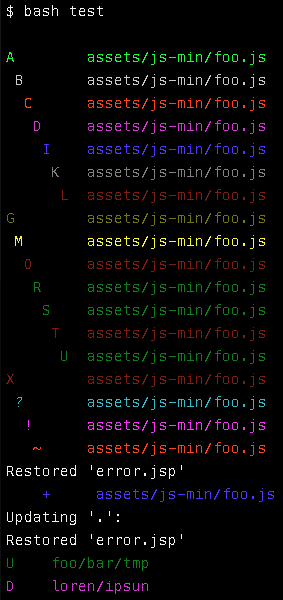 $ bash test
A assets/js-min/foo.js
B assets/js-min/foo.js
C assets/js-min/foo.js
D assets/js-min/foo.js
I assets/js-min/foo.js
K assets/js-min/foo.js
L assets/js-min/foo.js
G assets/js-min/foo.js
M assets/js-min/foo.js
O assets/js-min/foo.js
R assets/js-min/foo.js
S assets/js-min/foo.js
T assets/js-min/foo.js
U assets/js-min/foo.js
X assets/js-min/foo.js
? assets/js-min/foo.js
! assets/js-min/foo.js
~ assets/js-min/foo.js
Restored 'error.jsp'
+ assets/js-min/foo.js
Updating '.':
Restored 'error.jsp'
U foo/bar/tmp
D loren/ipsun